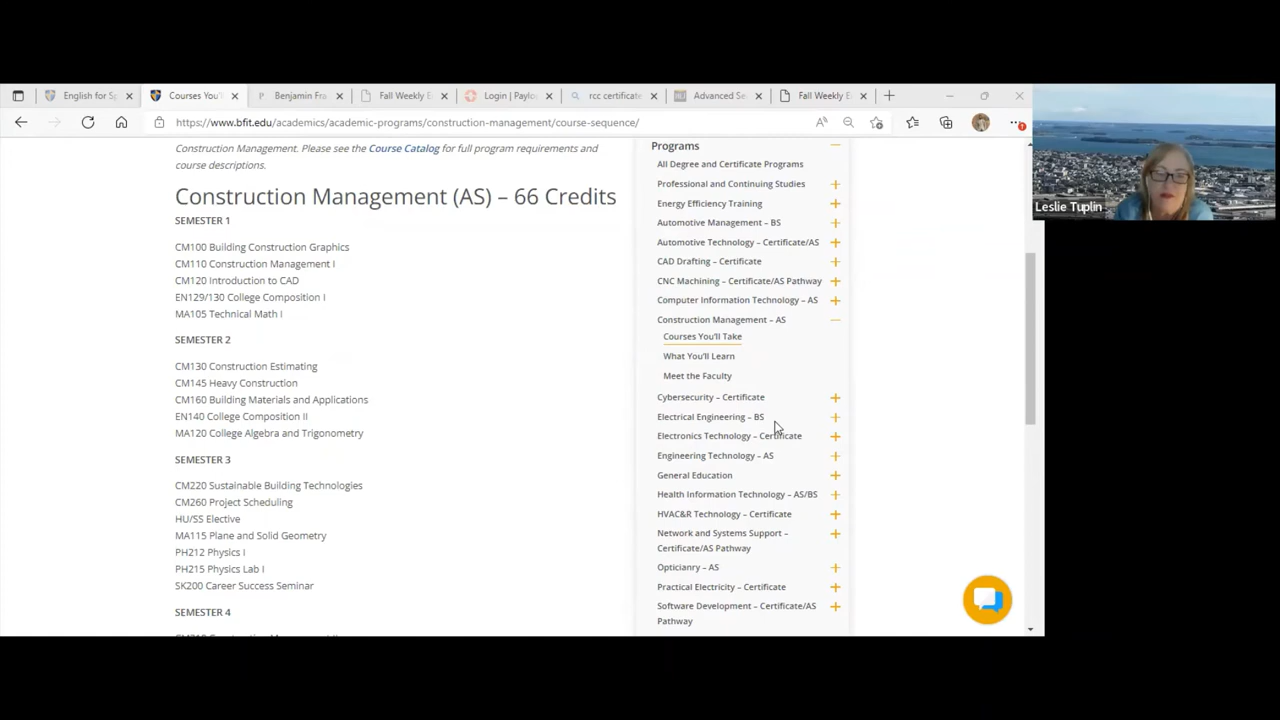 English for Sp
Courses You'l
Benjamin Fra
Fall Weekly E
Login | Paylo
rcc certificate
Advanced Se
Fall Weekly E
https://www.bfit.edu/academics/academic-programs/construction-management/course-sequence/
Leslie Tuplin
Construction Management. Please see the Course Catalog for full program requirements and
course descriptions.
Construction Management (AS) – 66 Credits
SEMESTER 1
CM100 Building Construction Graphics
CM110 Construction Management I
CM120 Introduction to CAD
EN129/130 College Composition I
MA105 Technical Math I
SEMESTER 2
CM130 Construction Estimating
CM145 Heavy Construction
CM160 Building Materials and Applications
EN140 College Composition II
MA120 College Algebra and Trigonometry
SEMESTER 3
CM220 Sustainable Building Technologies
CM260 Project Scheduling
HU/SS Elective
MA115 Plane and Solid Geometry
PH212 Physics I
PH215 Physics Lab I
SK200 Career Success Seminar
SEMESTER 4
Programs
All Degree and Certificate Programs
Professional and Continuing Studies
Energy Efficiency Training
Automotive Management – BS
Automotive Technology – Certificate/AS
CAD Drafting – Certificate
CNC Machining – Certificate/AS Pathway
Computer Information Technology – AS
Construction Management – AS
Courses You'll Take
What You'll Learn
Meet the Faculty
Cybersecurity – Certificate
Electrical Engineering – BS
Electronics Technology – Certificate
Engineering Technology – AS
General Education
Health Information Technology – AS/BS
HVAC&R Technology – Certificate
Network and Systems Support –
Certificate/AS Pathway
Opticianry – AS
Practical Electricity – Certificate
Software Development – Certificate/AS
Pathway